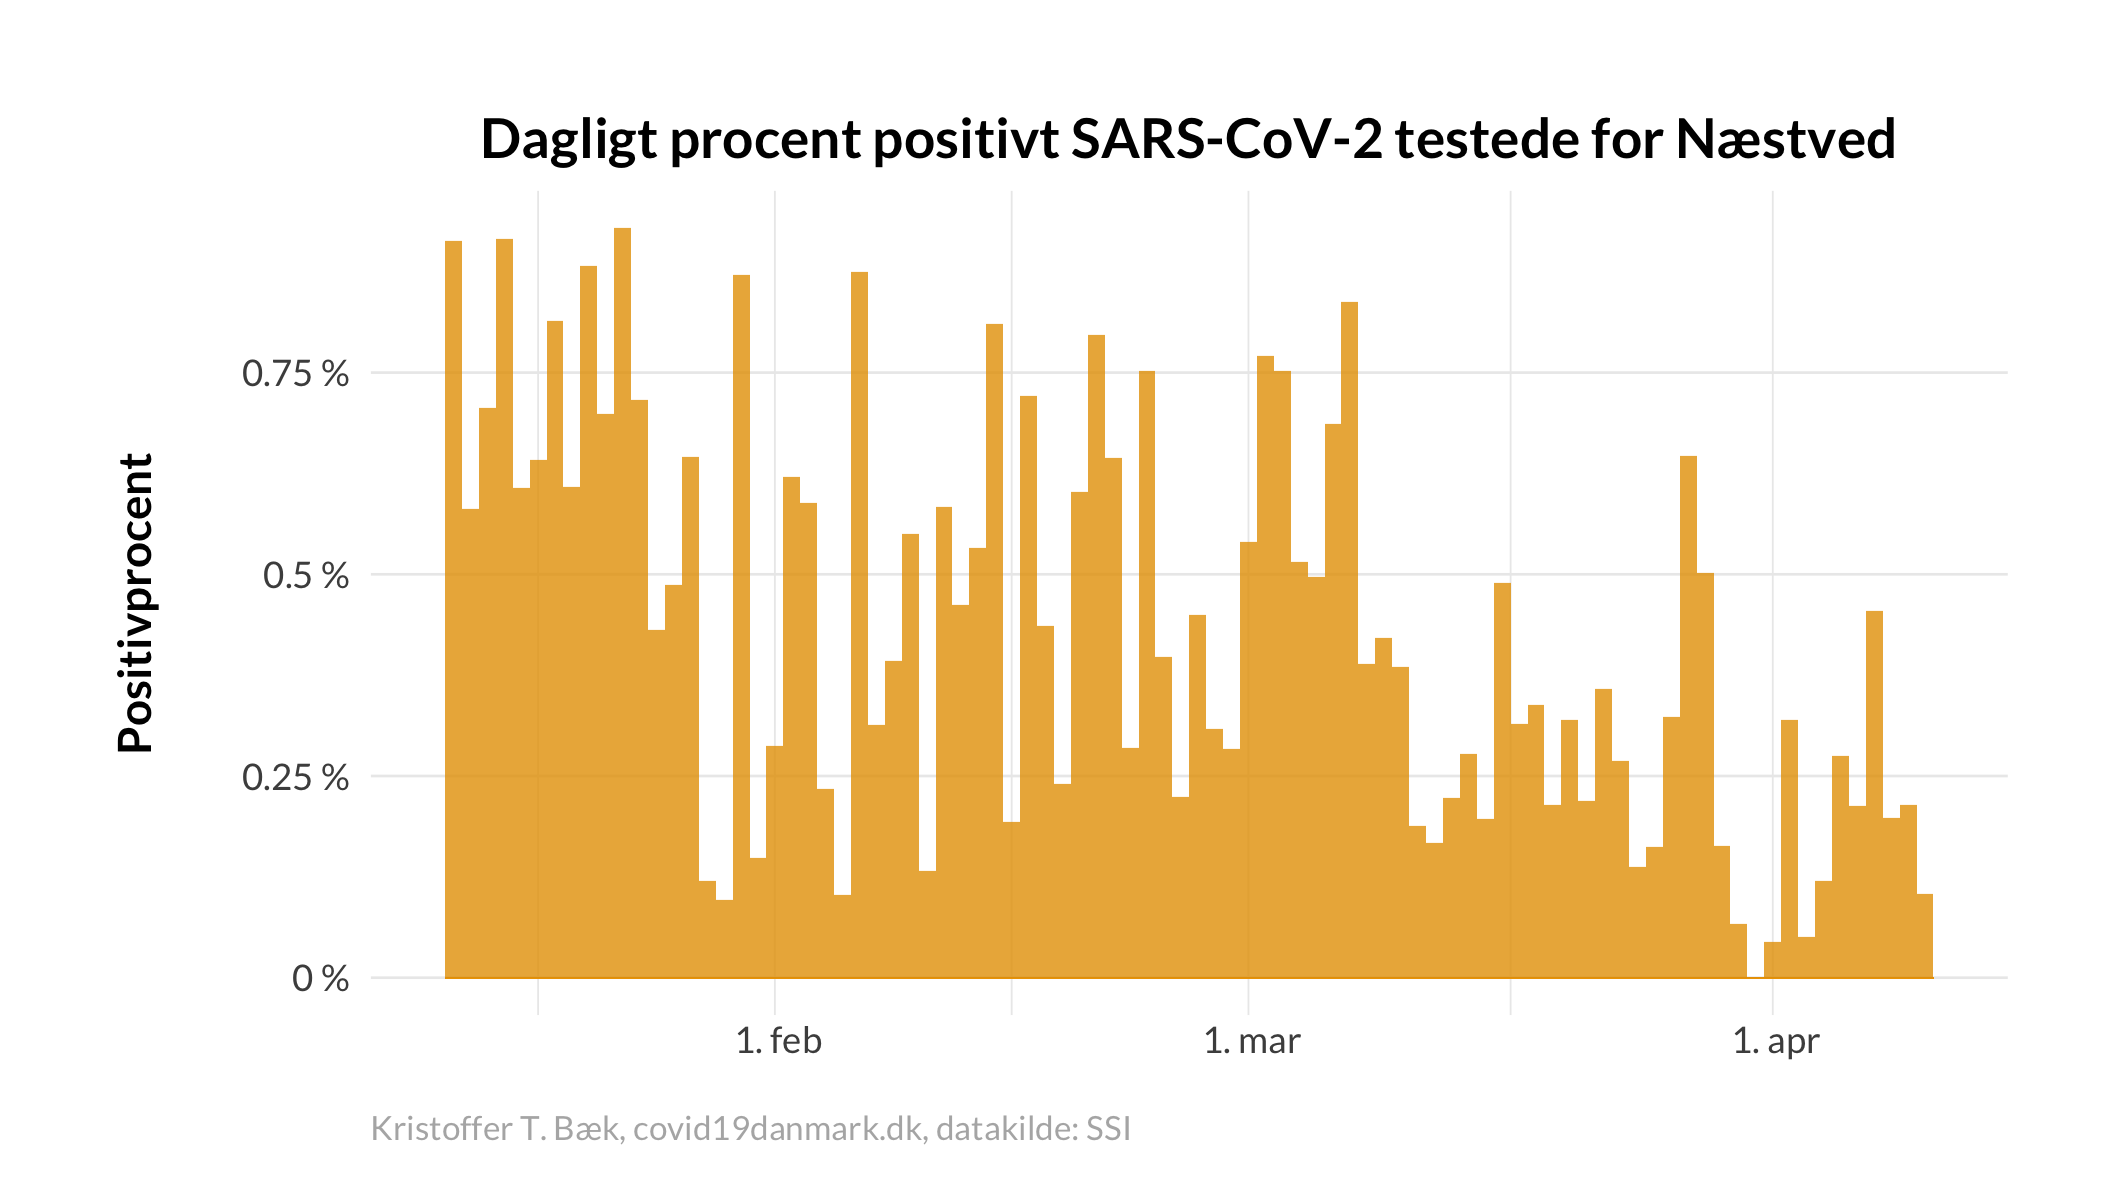 Dagligt procent positivt SARS-CoV-2 testede for Næstved
Positivprocent
0.75 %
0.5 %
0.25 %
0 %
1. feb
1. mar
1. apr
Kristoffer T. Bæk, covid19danmark.dk, datakilde: SSI